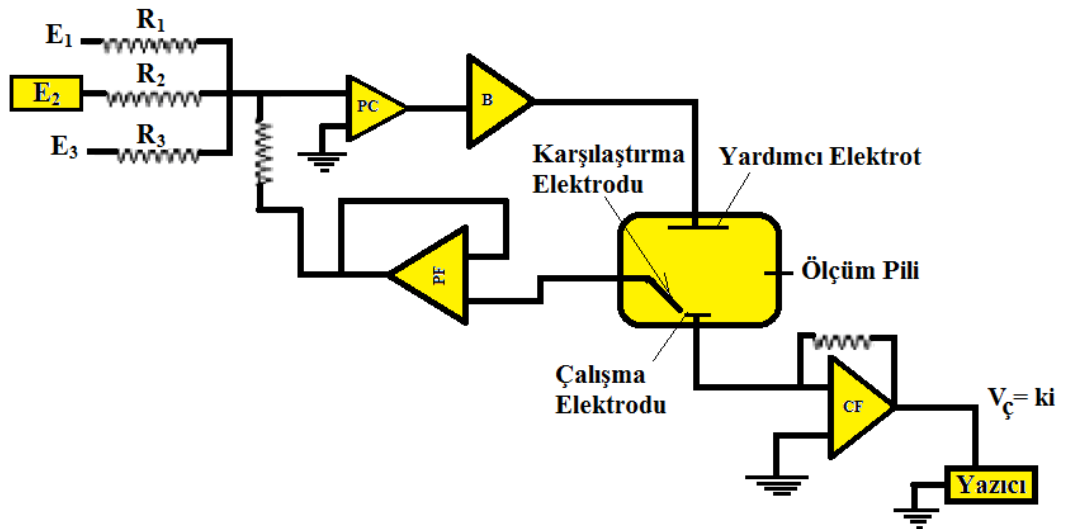 E1 R1
E2 R2
E3 R3
PC
B
Karşılaştırma
Elektrodu
Yardımcı Elektrot
PF
Ölçüm Pili
Çalışma
Elektrodu
CF
Vç= ki
Yazıcı